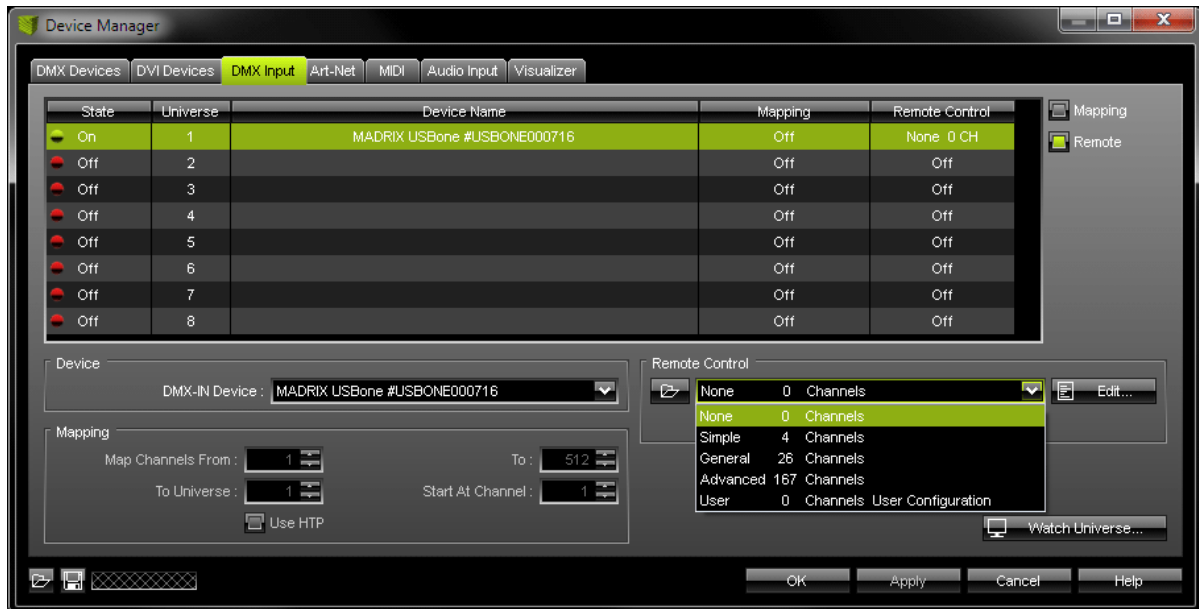 Device Manager
DMX Devices DVI Devices DMX Input Art-Net MIDI Audio Input Visualizer
State Universe Device Name Mapping Remote Control
On 1 MADRIX USBone #USBONE000716 Off None 0 CH
Off 2 Off Off
Off 3 Off Off
Off 4 Off Off
Off 5 Off Off
Off 6 Off Off
Off 7 Off Off
Off 8 Off Off
Mapping
Remote
Device
DMX-IN Device : MADRIX USBone #USBONE000716
Mapping
Map Channels From : 1 To : 512
To Universe : 1 Start At Channel : 1
Use HTP
Remote Control
None 0 Channels Edit...
None 0 Channels
Simple 4 Channels
General 26 Channels
Advanced 167 Channels
User 0 Channels User Configuration
Watch Universe...
OK Apply Cancel Help